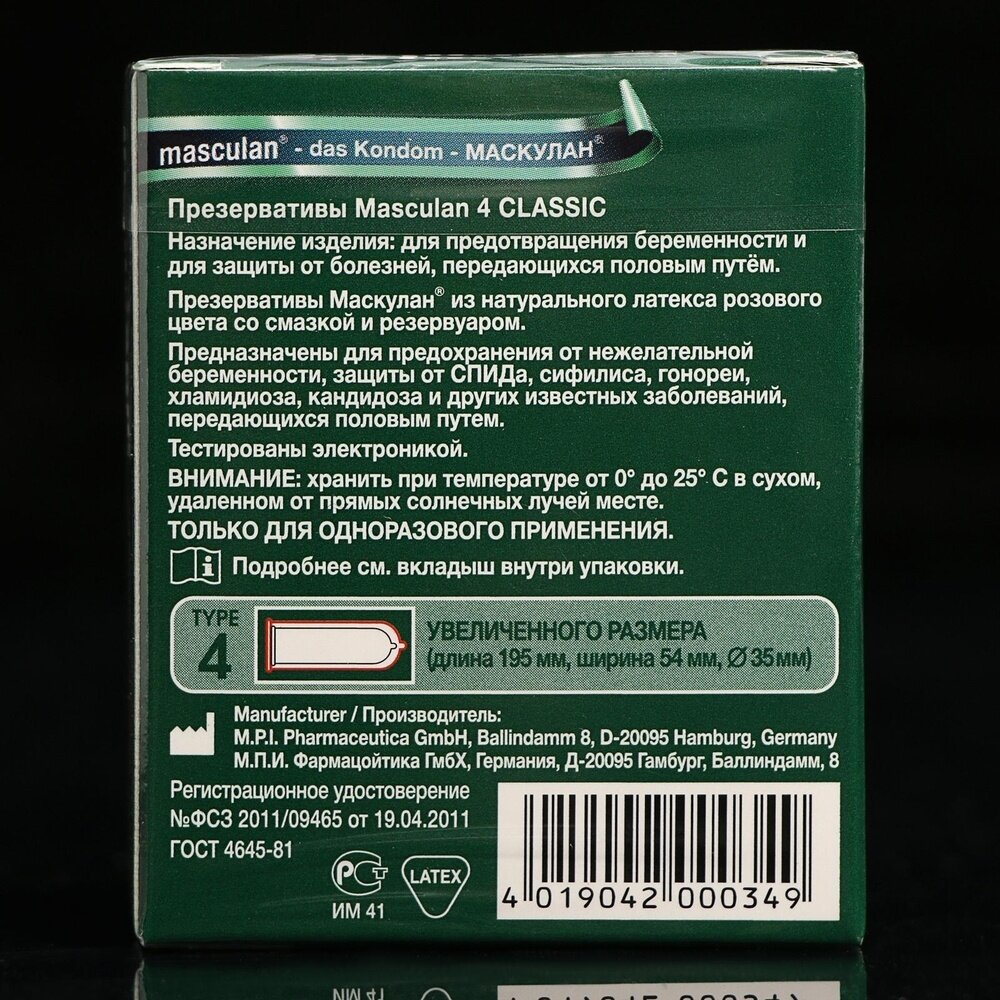 masculan® - das Kondom - МАСКУЛАН®
Презервативы Masculan 4 CLASSIC
Назначение изделия: для предотвращения беременности и
для защиты от болезней, передающихся половым путём.
Презервативы Маскулан® из натурального латекса розового
цвета со смазкой и резервуаром.
Предназначены для предохранения от нежелательной
беременности, защиты от СПИДа, сифилиса, гонореи,
хламидиоза, кандидоза и других известных заболеваний,
передающихся половым путем.
Тестированы электроникой.
ВНИМАНИЕ: хранить при температуре от 0° до 25° С в сухом,
удаленном от прямых солнечных лучей месте.
ТОЛЬКО ДЛЯ ОДНОРАЗОВОГО ПРИМЕНЕНИЯ.
Подробнее см. вкладыш внутри упаковки.
TYPE
4
УВЕЛИЧЕННОГО РАЗМЕРА
(длина 195 мм, ширина 54 мм, Ø 35 мм)
Manufacturer / Производитель:
M.P.I. Pharmaceutica GmbH, Ballindamm 8, D-20095 Hamburg, Germany
М.П.И. Фармацойтика ГмбХ, Германия, Д-20095 Гамбург, Баллиндамм, 8
Регистрационное удостоверение
№ФСЗ 2011/09465 от 19.04.2011
ГОСТ 4645-81
РСТ
ИМ 41
LATEX
4 019042 000349